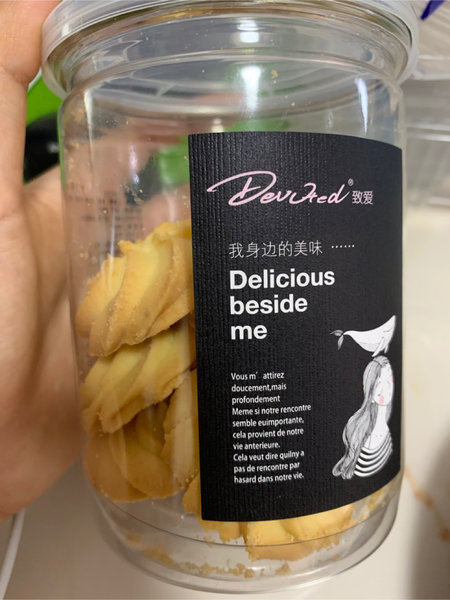 Devoted® 致爱
我身边的美味 ······
Delicious
beside
me
Vous m' attirez
doucement,mais
profondement
Meme si notre rencontre
semble euimportante,
cela provient de notre
vie anterieure.
Cela veut dire quilny a
pas de rencontre par
hasard dans notre vie.